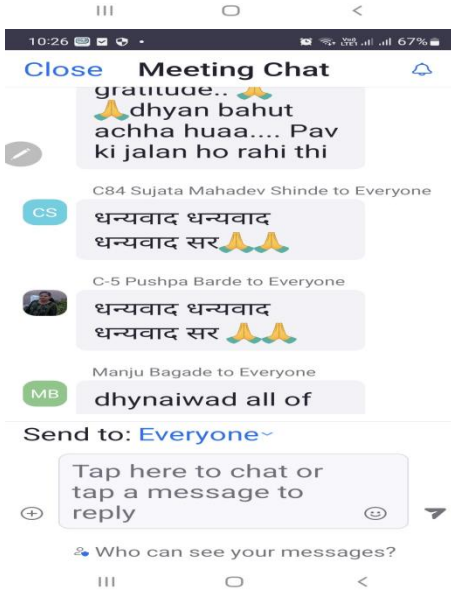 10:26
67%
Close Meeting Chat
gratitude.. 🙏
🙏dhyan bahut
achha huaa.... Pav
ki jalan ho rahi thi
C84 Sujata Mahadev Shinde to Everyone
CS
धन्यवाद धन्यवाद
धन्यवाद सर🙏🙏
C-5 Pushpa Barde to Everyone
धन्यवाद धन्यवाद
धन्यवाद सर 🙏🙏
Manju Bagade to Everyone
MB
dhynaiwad all of
Send to: Everyone
Tap here to chat or
tap a message to
reply
Who can see your messages?